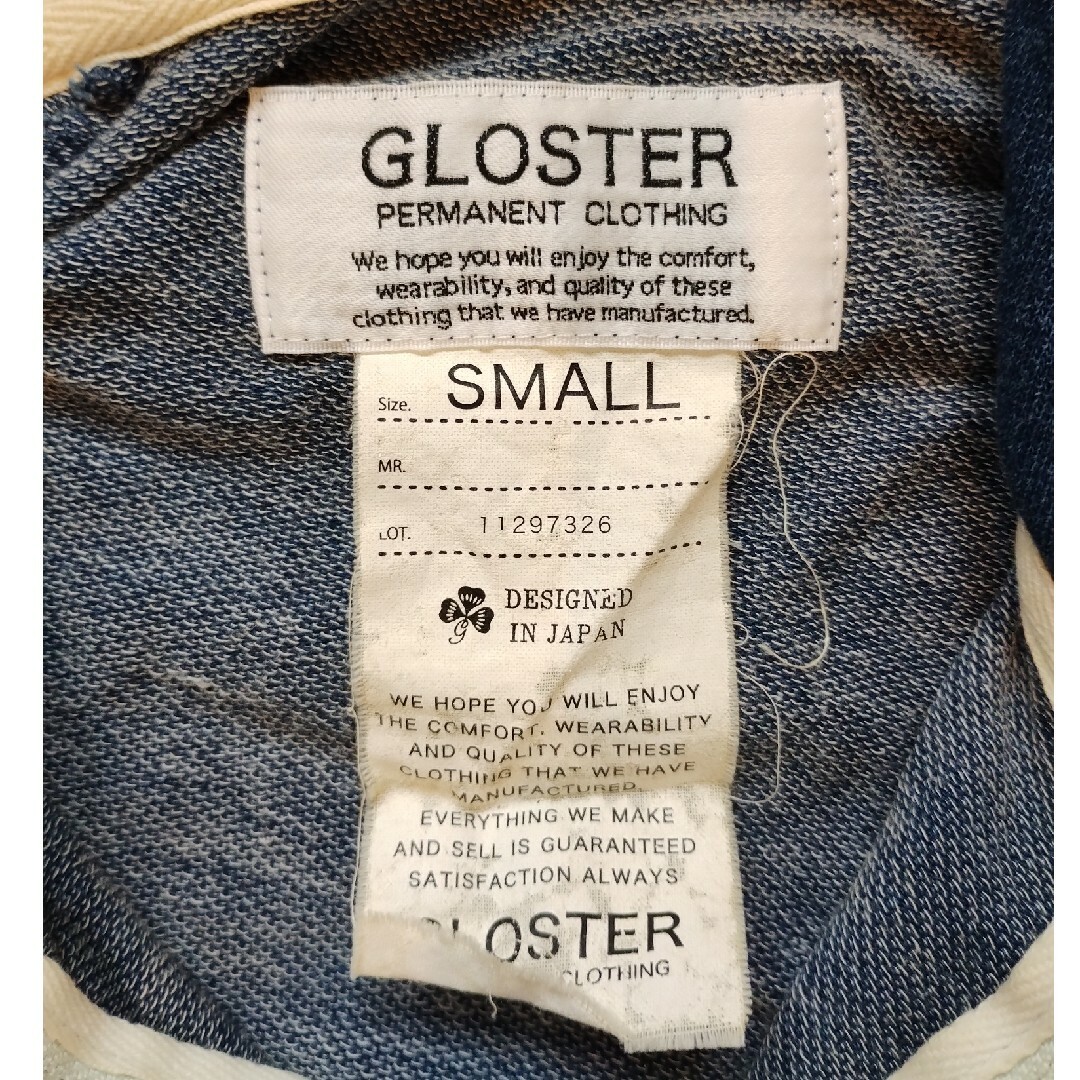 GLOSTER
PERMANENT CLOTHING
We hope you will enjoy the comfort,
wearability, and quality of these
clothing that we have manufactured.
Size. SMALL
MR.
LOT. 11297326
G
DESIGNED
IN JAPAN
WE HOPE YOU WILL ENJOY
THE COMFORT. WEARABILITY
AND QUALITY OF THESE
CLOTHING THAT WE HAVE
MANUFACTURED.
EVERYTHING WE MAKE
AND SELL IS GUARANTEED
SATISFACTION ALWAYS
GLOSTER
CLOTHING